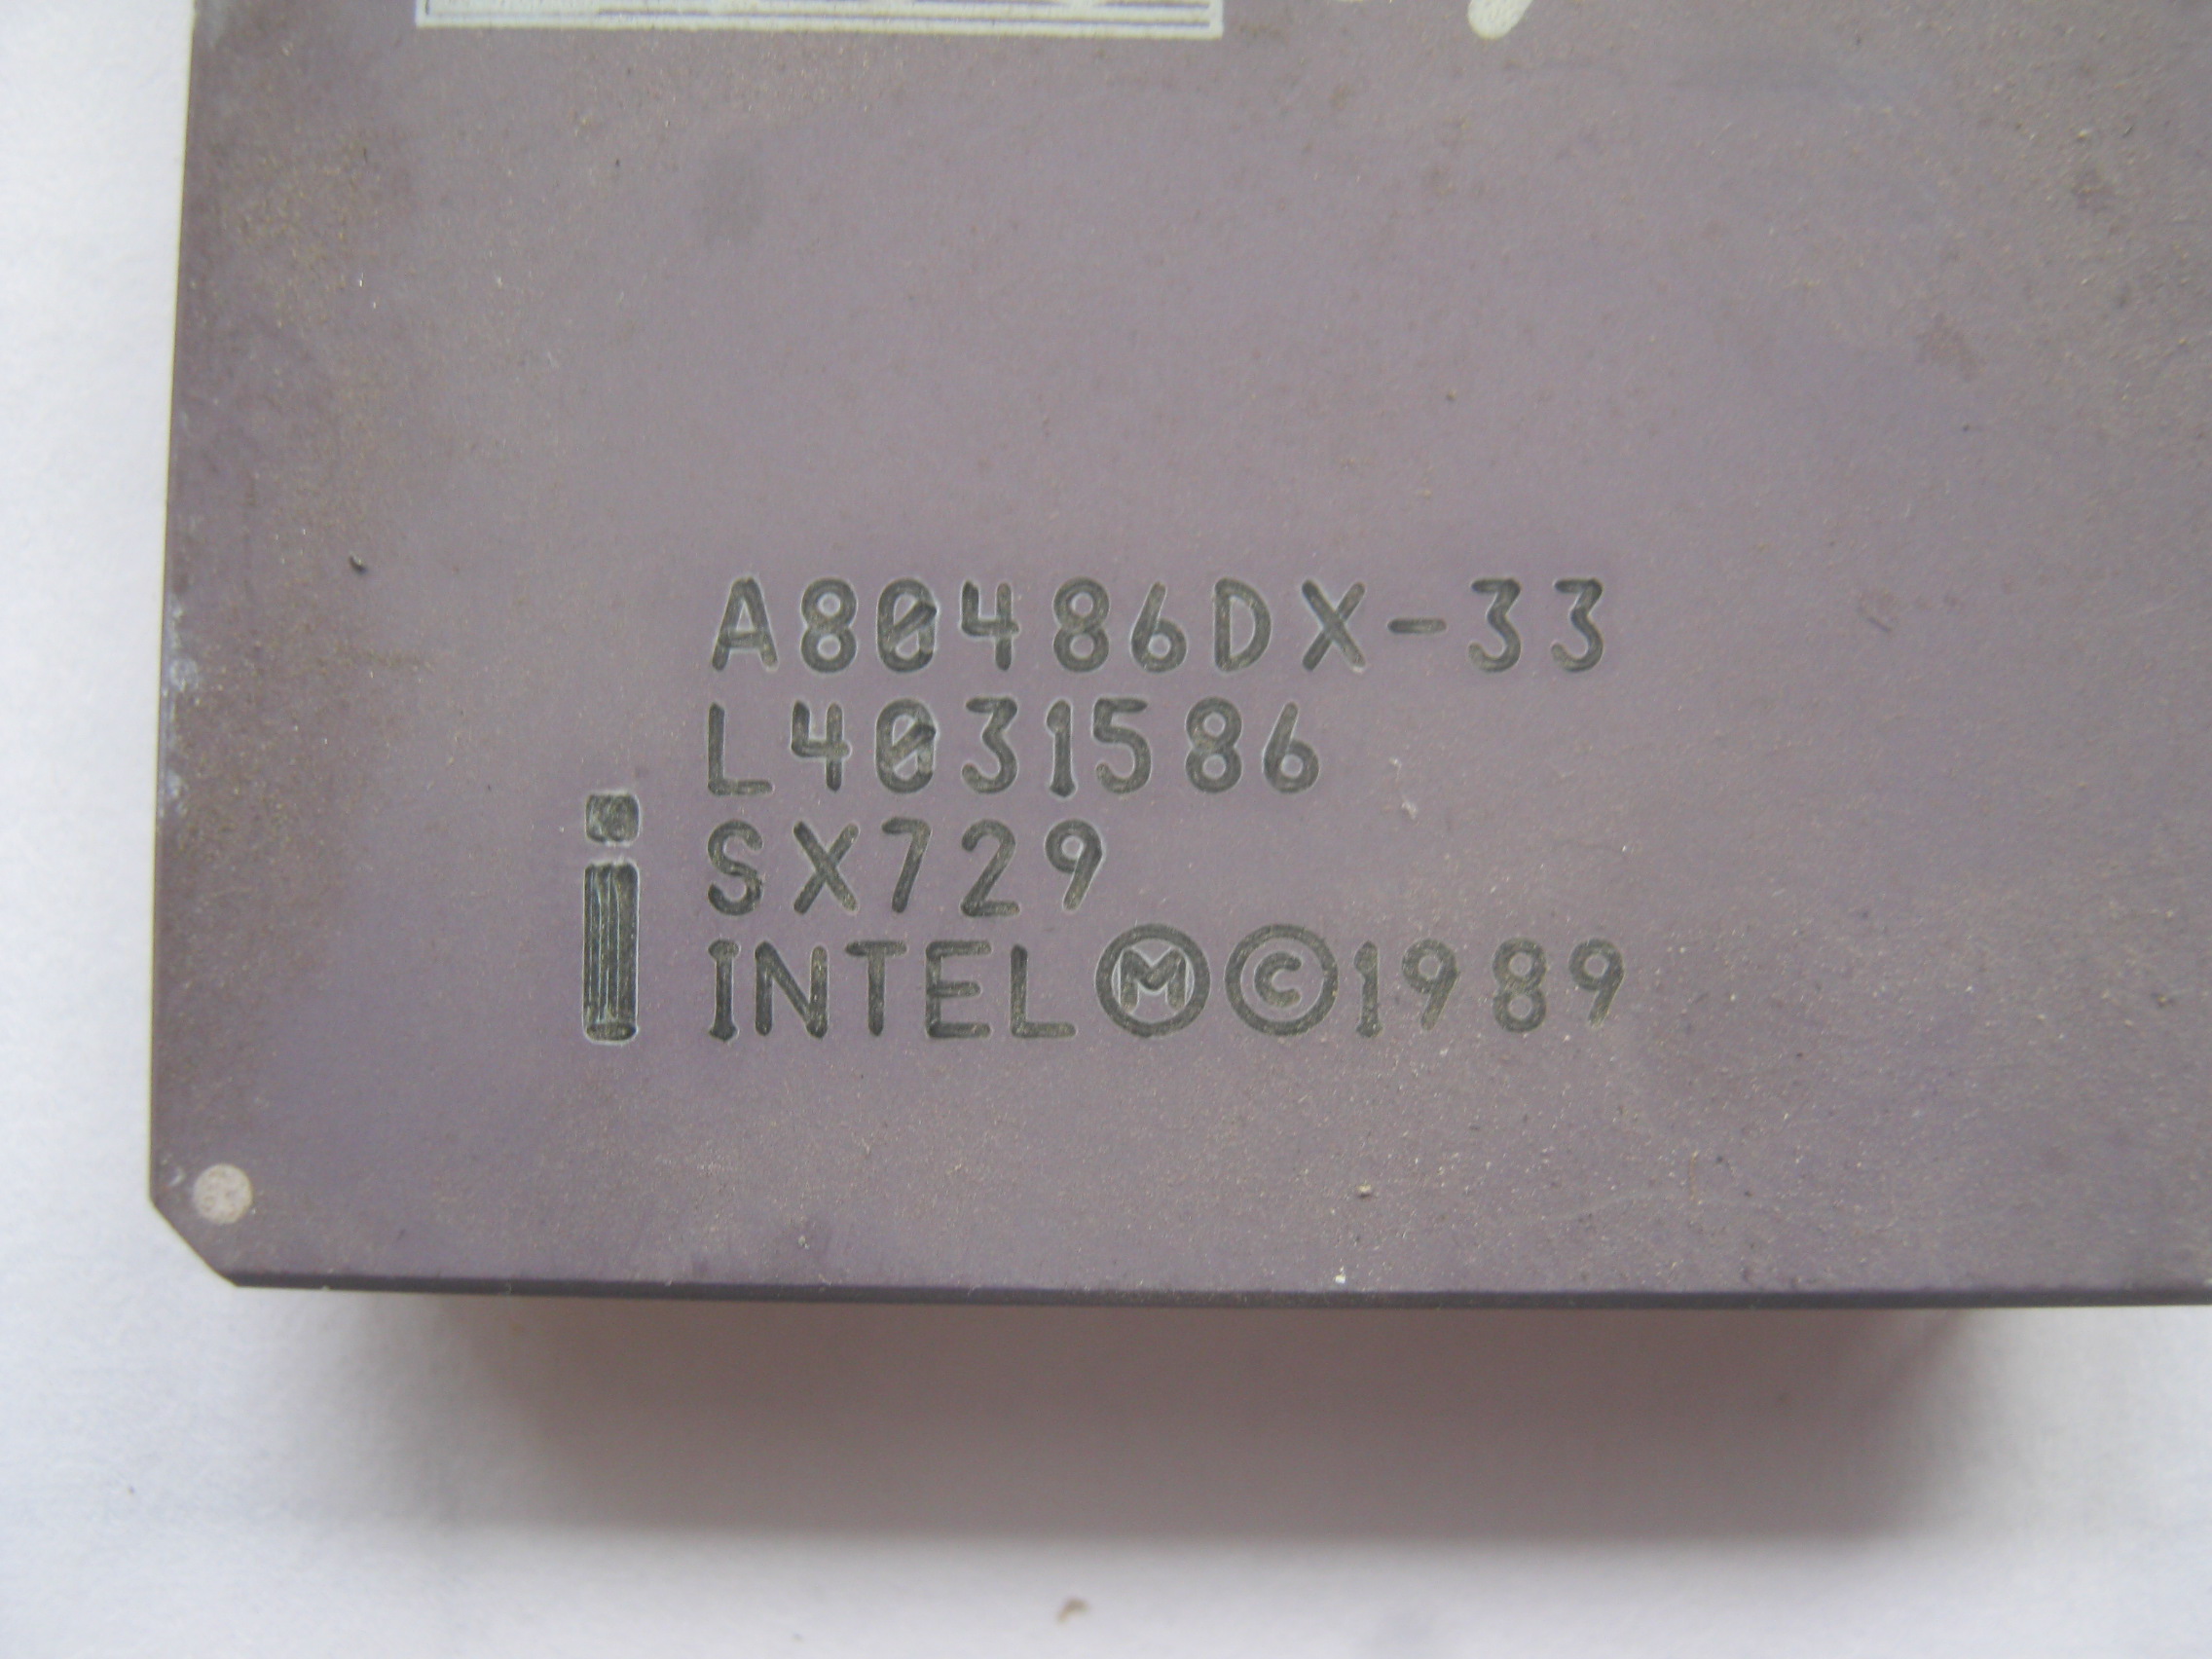 A80486DX-33
L4031586
SX729
i INTEL Ⓜ©1989